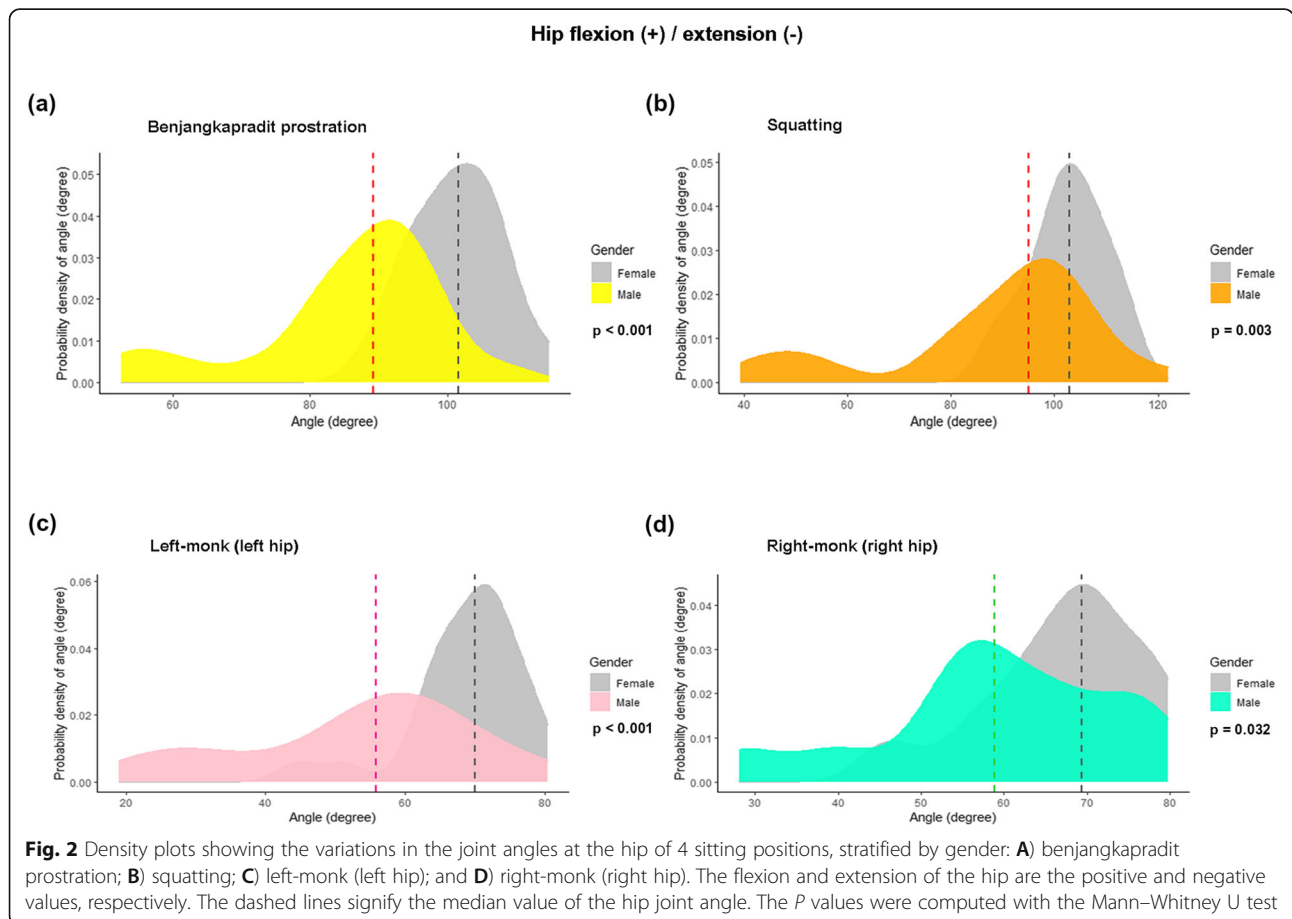 Hip flexion (+) / extension (-)
(a)
Benjangkapradit prostration
Probability density of angle (degree)
0.05
0.04
0.03
0.02
0.01
0.00
60
80
100
Angle (degree)
Gender
Female
Male
p < 0.001
(b)
Squatting
Probability density of angle (degree)
0.05
0.04
0.03
0.02
0.01
0.00
40
60
80
100
120
Angle (degree)
Gender
Female
Male
p = 0.003
(c)
Left-monk (left hip)
Probability density of angle (degree)
0.06
0.04
0.02
0.00
20
40
60
80
Angle (degree)
Gender
Female
Male
p < 0.001
(d)
Right-monk (right hip)
Probability density of angle (degree)
0.04
0.03
0.02
0.01
0.00
30
40
50
60
70
80
Angle (degree)
Gender
Female
Male
p = 0.032
Fig. 2 Density plots showing the variations in the joint angles at the hip of 4 sitting positions, stratified by gender: A) benjangkapradit
prostration; B) squatting; C) left-monk (left hip); and D) right-monk (right hip). The flexion and extension of the hip are the positive and negative
values, respectively. The dashed lines signify the median value of the hip joint angle. The P values were computed with the Mann–Whitney U test